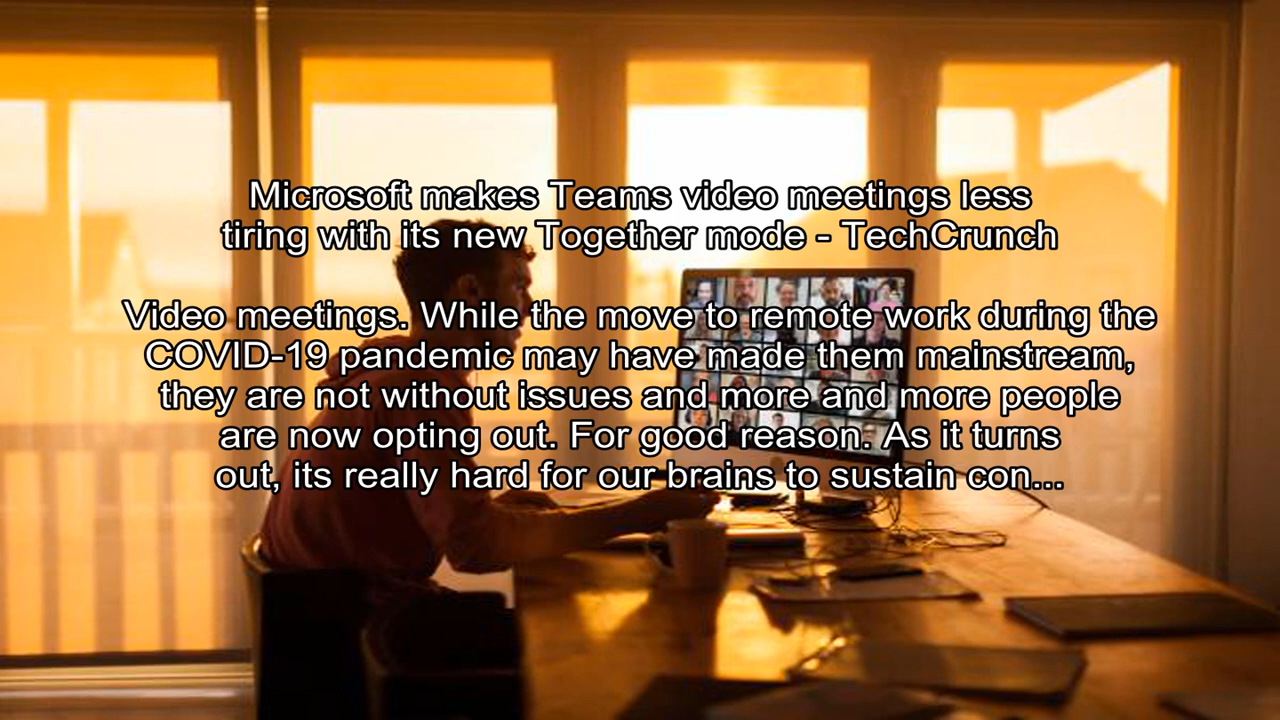 Microsoft makes Teams video meetings less
tiring with its new Together mode - TechCrunch
Video meetings. While the move to remote work during the
COVID-19 pandemic may have made them mainstream,
they are not without issues and more and more people
are now opting out. For good reason. As it turns
out, its really hard for our brains to sustain con...